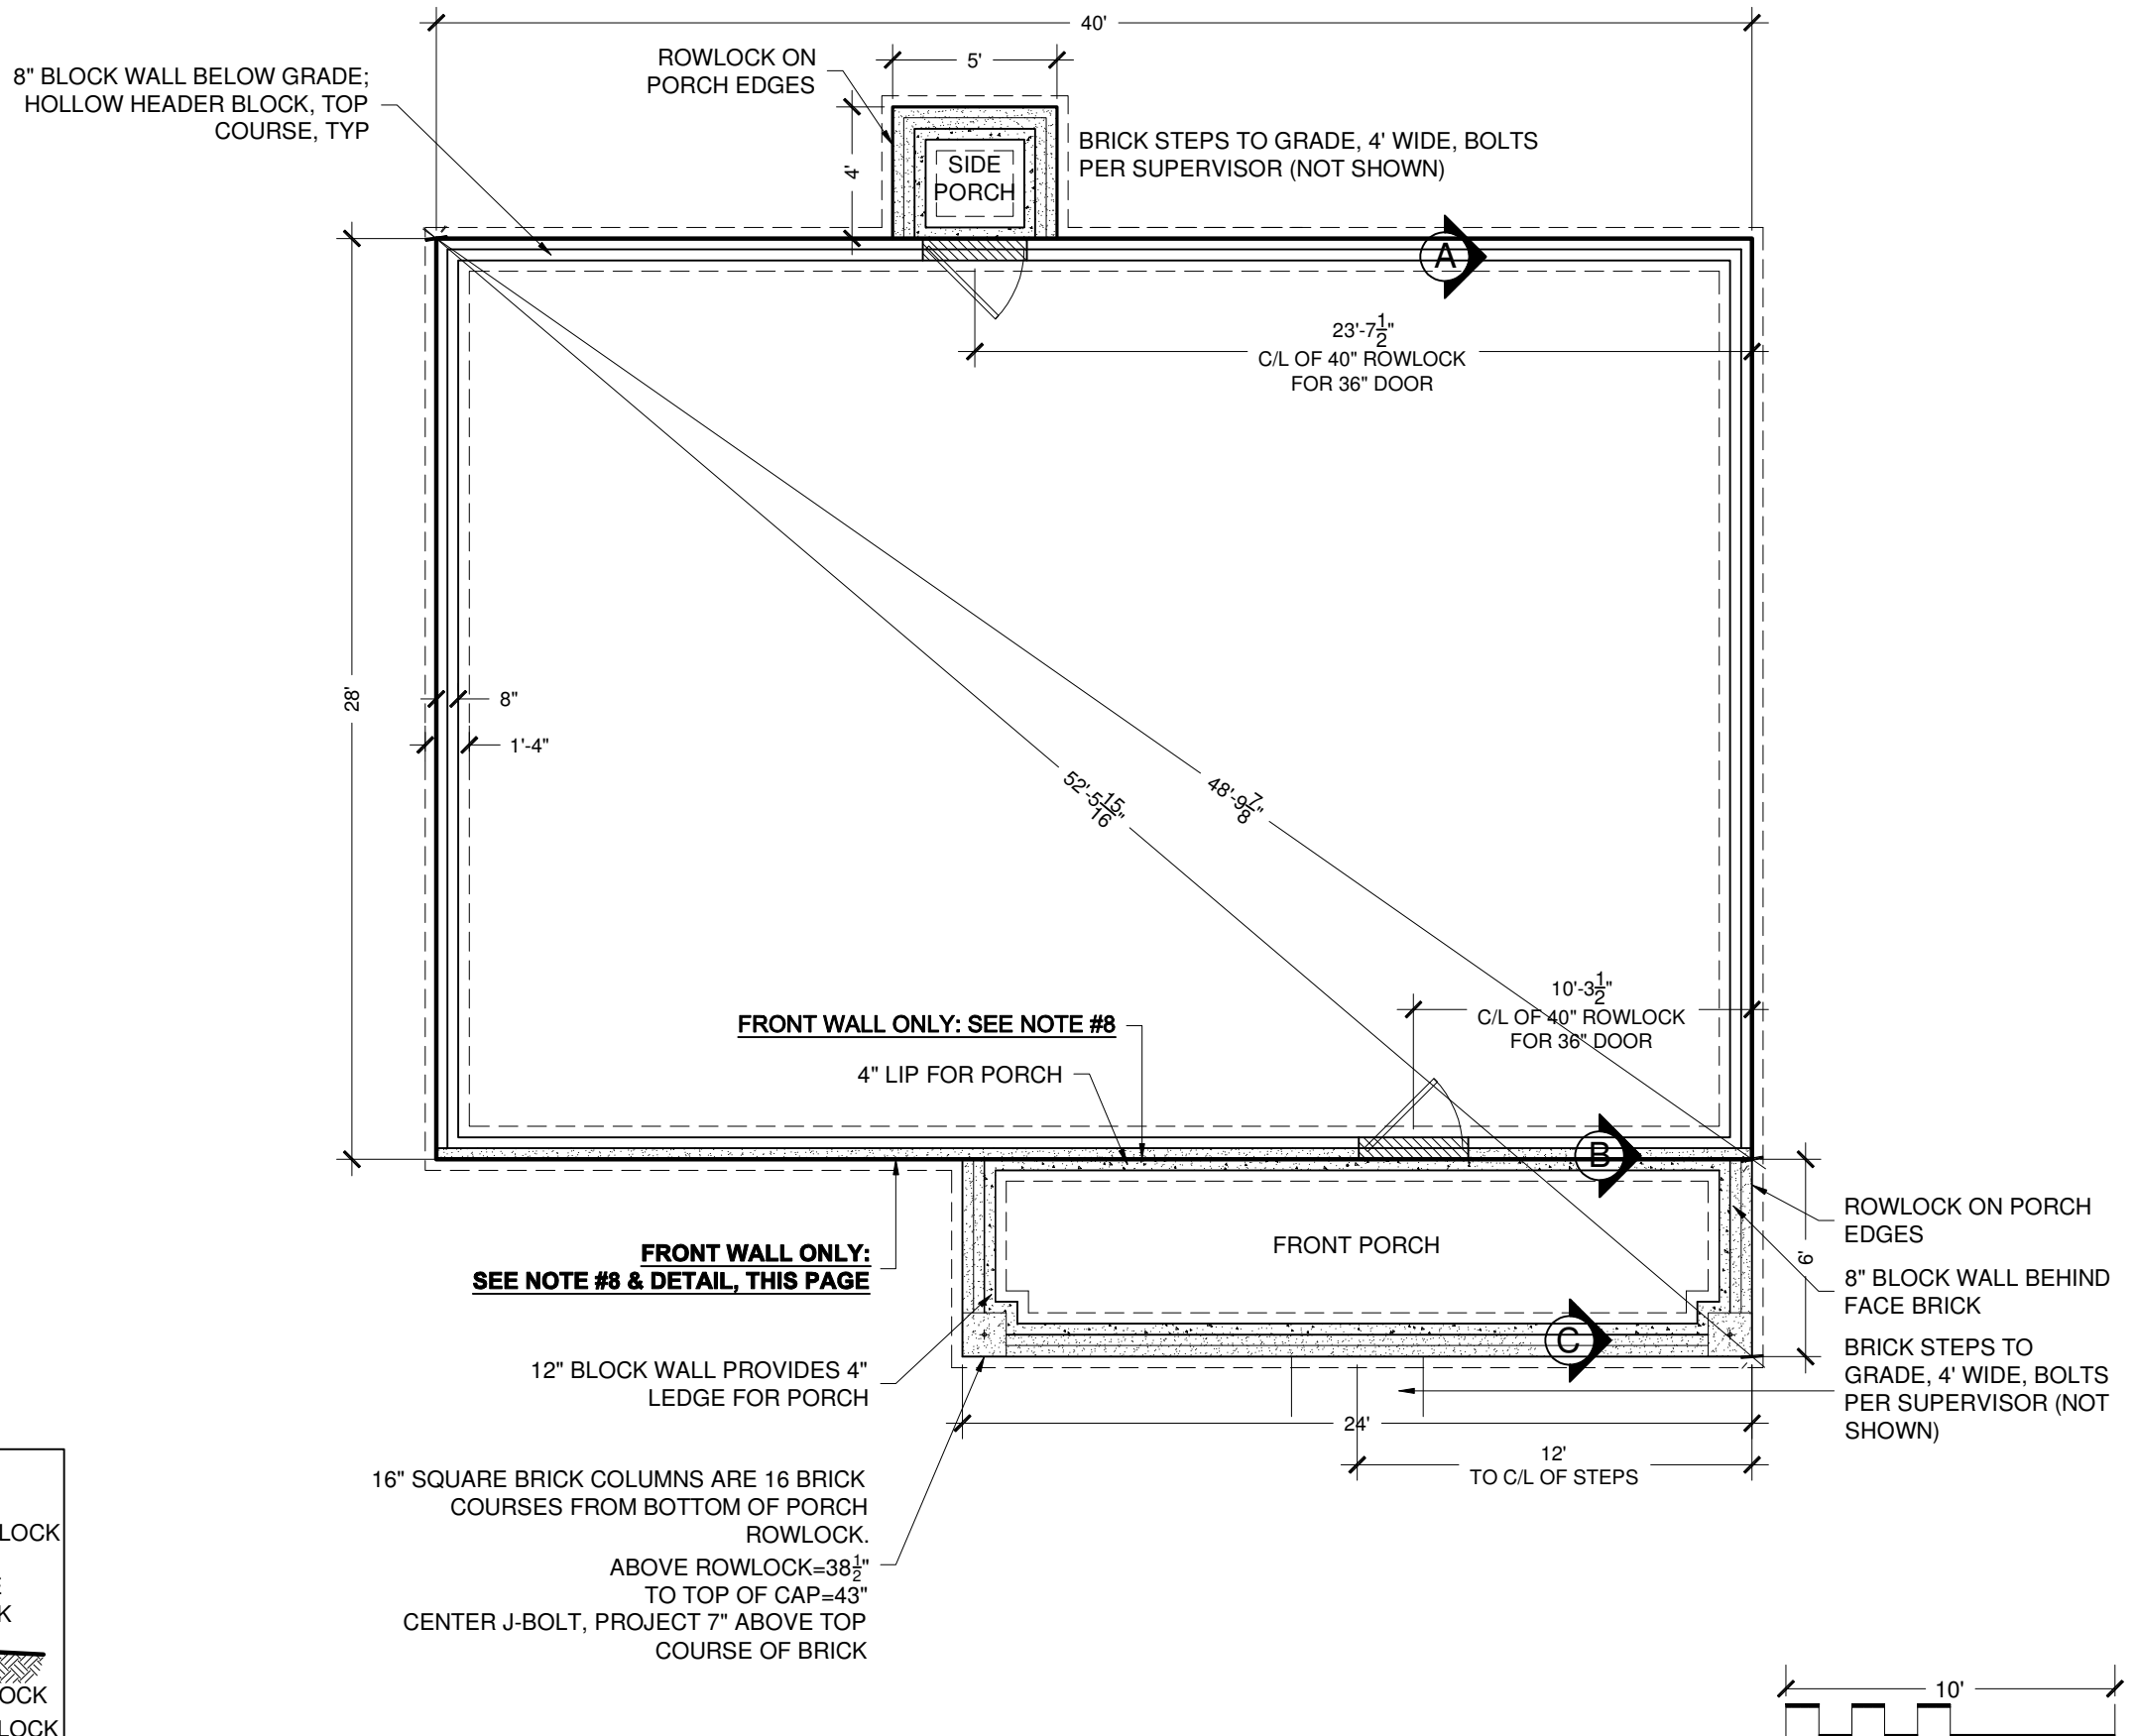 40'
8" BLOCK WALL BELOW GRADE;
HOLLOW HEADER BLOCK, TOP
COURSE, TYP
ROWLOCK ON
PORCH EDGES
5'
4'
SIDE
PORCH
BRICK STEPS TO GRADE, 4' WIDE, BOLTS
PER SUPERVISOR (NOT SHOWN)
A
23'-7 1/2"
C/L OF 40" ROWLOCK
FOR 36" DOOR
28'
8"
1'-4"
52'-5 15/16"
48'-9 7/8"
10'-3 1/2"
C/L OF 40" ROWLOCK
FOR 36" DOOR
FRONT WALL ONLY: SEE NOTE #8
4" LIP FOR PORCH
B
FRONT WALL ONLY:
SEE NOTE #8 & DETAIL, THIS PAGE
FRONT PORCH
6'
ROWLOCK ON PORCH
EDGES
8" BLOCK WALL BEHIND
FACE BRICK
C
BRICK STEPS TO
GRADE, 4' WIDE, BOLTS
PER SUPERVISOR (NOT
SHOWN)
12" BLOCK WALL PROVIDES 4"
LEDGE FOR PORCH
24'
12'
TO C/L OF STEPS
16" SQUARE BRICK COLUMNS ARE 16 BRICK
COURSES FROM BOTTOM OF PORCH
ROWLOCK.
ABOVE ROWLOCK=38 1/2"
TO TOP OF CAP=43"
CENTER J-BOLT, PROJECT 7" ABOVE TOP
COURSE OF BRICK
LOCK
K
OCK
LOCK
10'